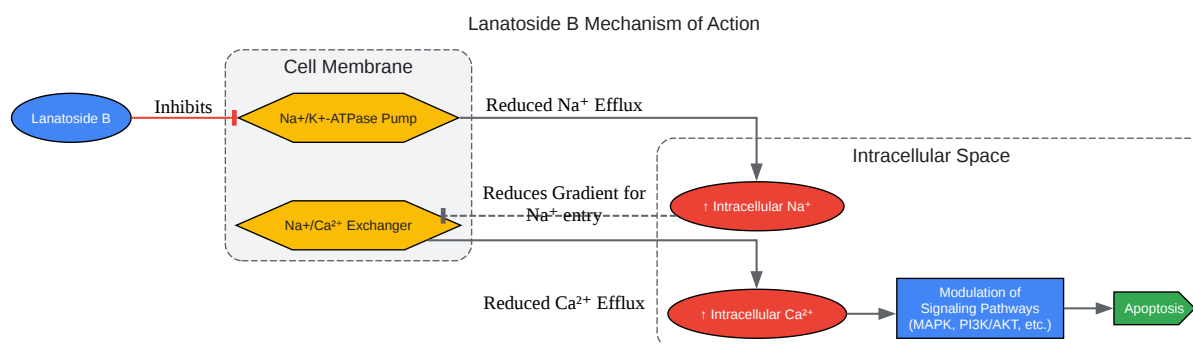 Lanatoside B Mechanism of Action
Cell Membrane
Lanatoside B
Inhibits
Na+/K+-ATPase Pump
Reduced Na⁺ Efflux
Intracellular Space
Reduces Gradient for
Na⁺ entry
↑ Intracellular Na⁺
Na+/Ca²⁺ Exchanger
Reduced Ca²⁺ Efflux
↑ Intracellular Ca²⁺
Modulation of
Signaling Pathways
(MAPK, PI3K/AKT, etc.)
Apoptosis